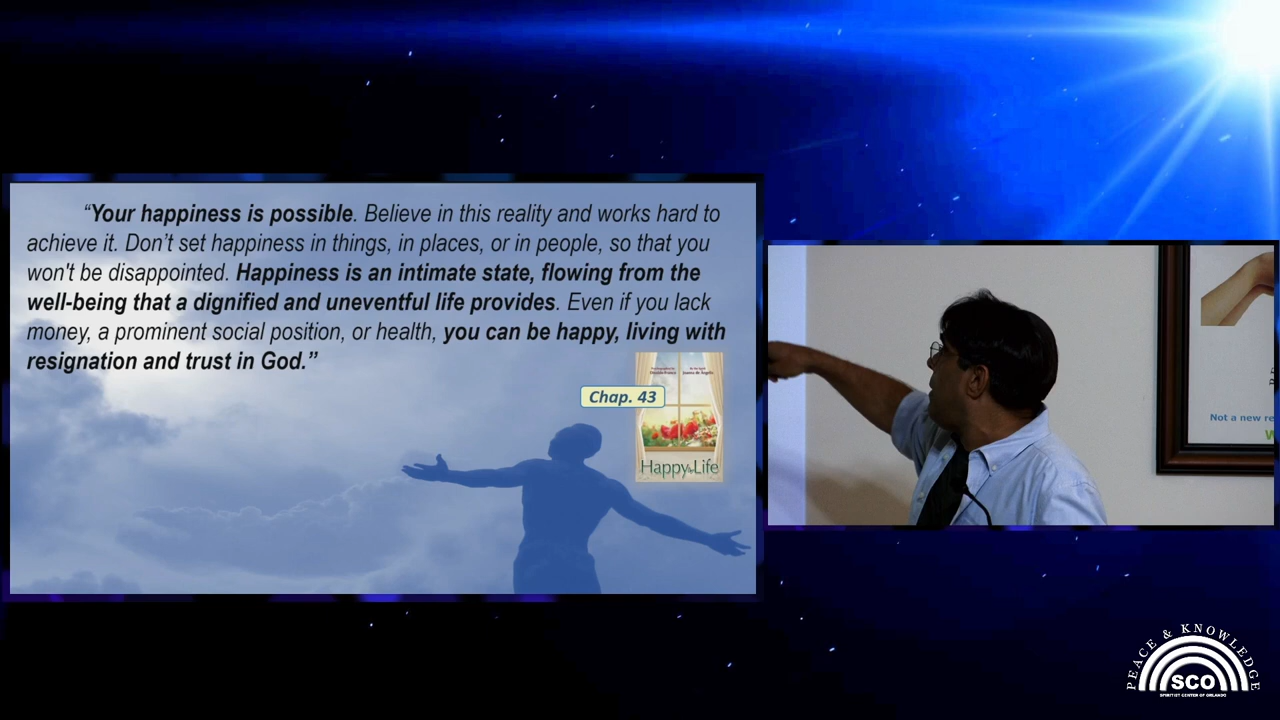 “Your happiness is possible. Believe in this reality and works hard to
achieve it. Don’t set happiness in things, in places, or in people, so that you
won't be disappointed. Happiness is an intimate state, flowing from the
well-being that a dignified and uneventful life provides. Even if you lack
money, a prominent social position, or health, you can be happy, living with
resignation and trust in God.”
Chap. 43
Happy Life
Not a new re
W
PEACE & KNOWLEDGE
SCO
SPIRITIST CENTER OF ORLANDO